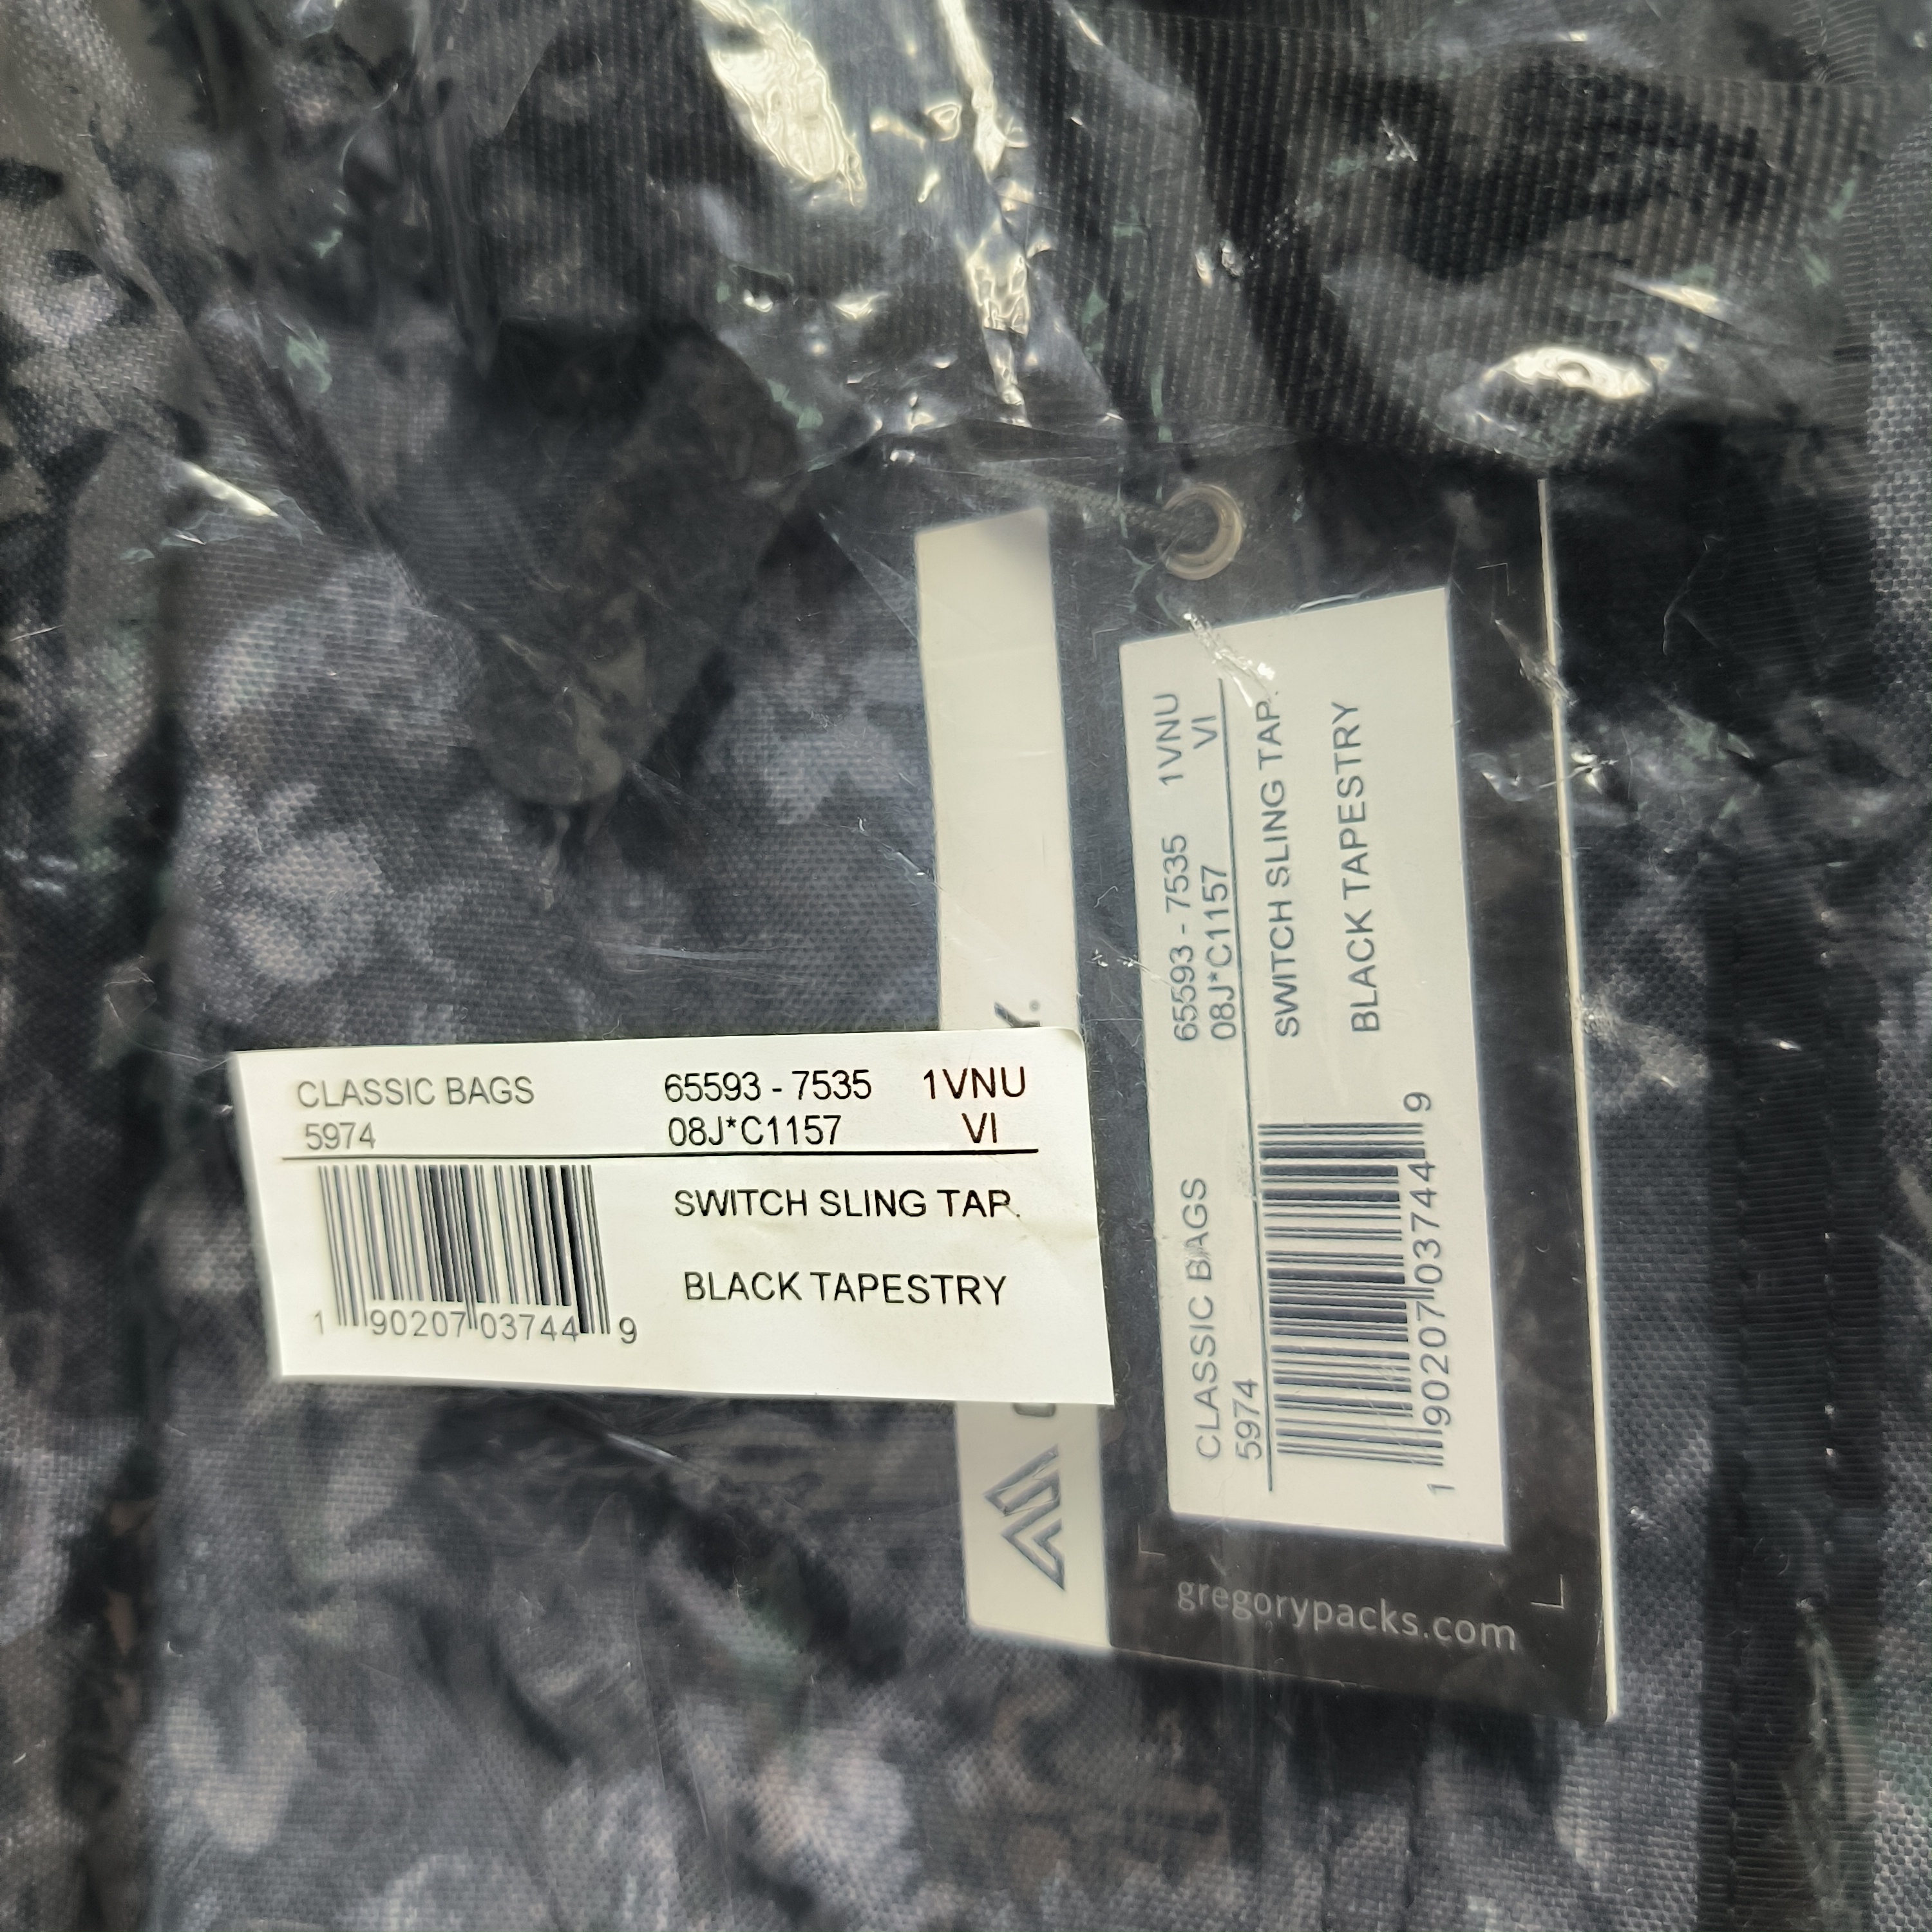 CLASSIC BAGS 65593 - 7535 1VNU
5974 08J*C1157 VI
SWITCH SLING TAP.
BLACK TAPESTRY
1 90207 03744 9
CLASSIC BAGS 65593 - 7535 1VNU
5974 08J*C1157 VI
SWITCH SLING TAP.
BLACK TAPESTRY
1 90207 03744 9
gregorypacks.com